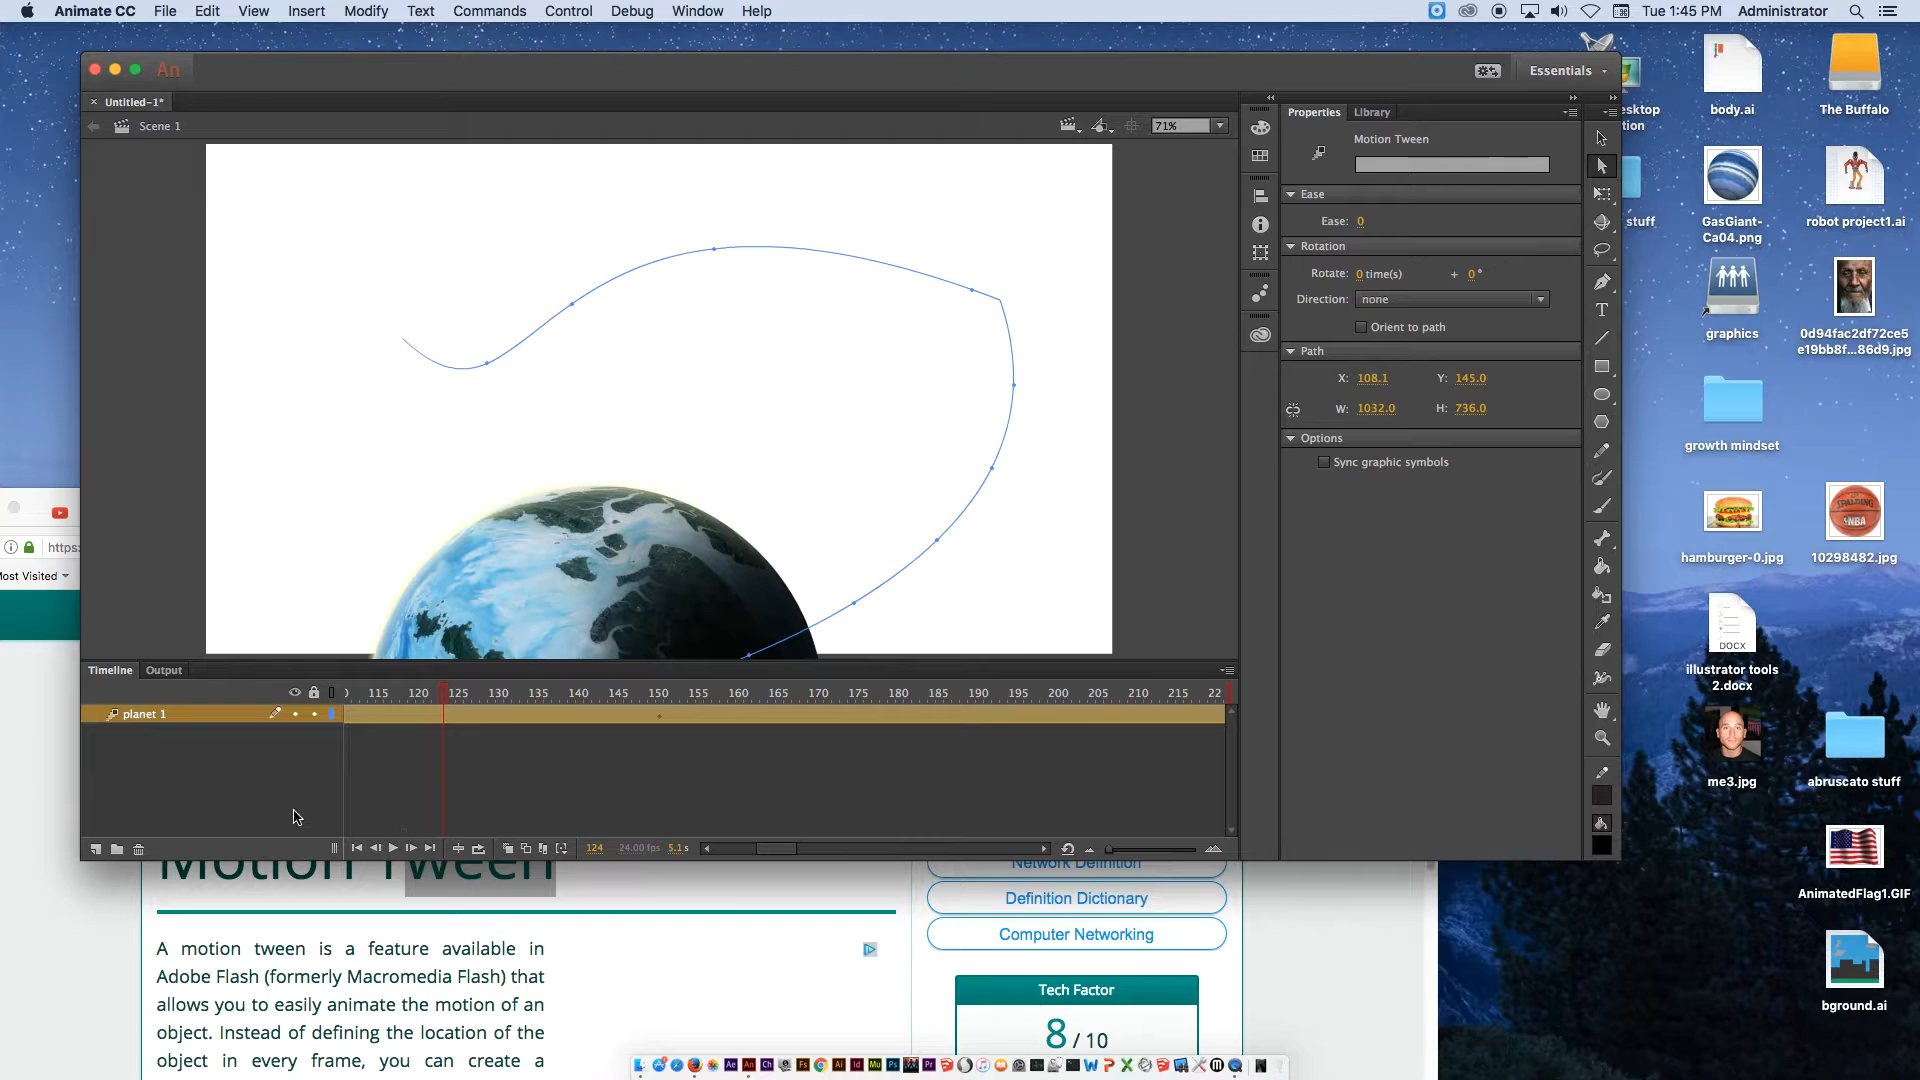 Animate CC File Edit View Insert Modify Text Commands Control Debug Window Help
Tue 1:45 PM Administrator
An
Essentials
Untitled-1*
Scene 1
71%
Properties Library
Motion Tween
Ease
Ease: 0
Rotation
Rotate: 0 time(s) + 0°
Direction: none
Orient to path
Path
X: 108.1 Y: 145.0
W: 1032.0 H: 736.0
Options
Sync graphic symbols
Timeline Output
115 120 125 130 135 140 145 150 155 160 165 170 175 180 185 190 195 200 205 210 215 22
planet 1
124 24.00 fps 5.1 s
body.ai
The Buffalo
GasGiant-
Ca04.png
robot project1.ai
graphics
0d94fac2df72ce5
e19bb8f...86d9.jpg
growth mindset
hamburger-0.jpg
10298482.jpg
DOCX
illustrator tools
2.docx
me3.jpg
abruscato stuff
AnimatedFlag1.GIF
bground.ai
stuff
https:
Most Visited
Motion Tween
A motion tween is a feature available in
Adobe Flash (formerly Macromedia Flash) that
allows you to easily animate the motion of an
object. Instead of defining the location of the
object in every frame, you can create a
Network Definition
Definition Dictionary
Computer Networking
Tech Factor
8 / 10